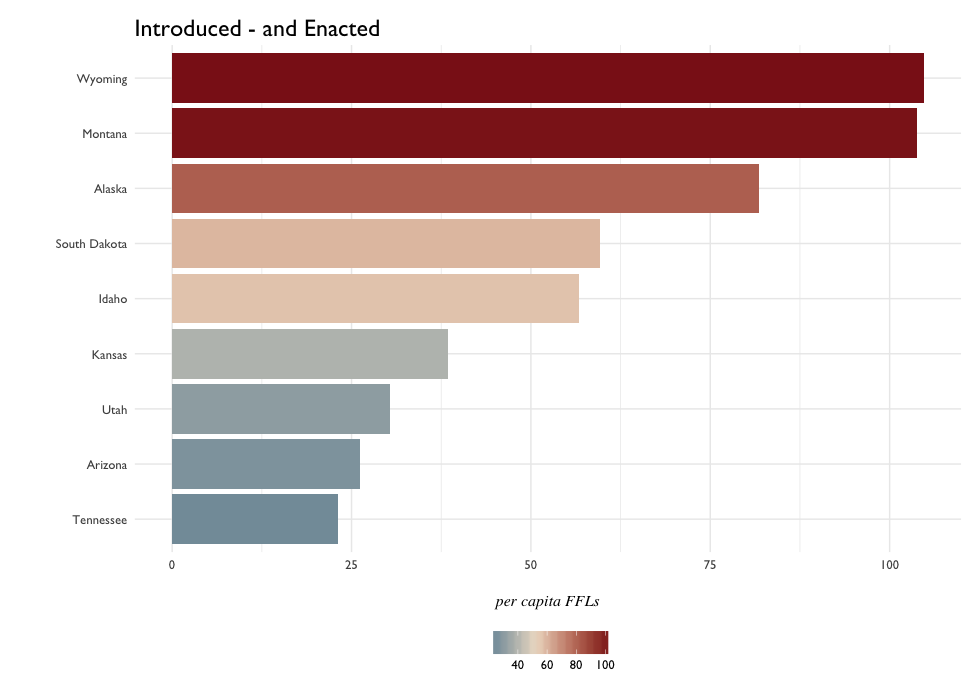 Introduced - and Enacted
Wyoming
Montana
Alaska
South Dakota
Idaho
Kansas
Utah
Arizona
Tennessee
0 25 50 75 100
per capita FFLs
40 60 80 100